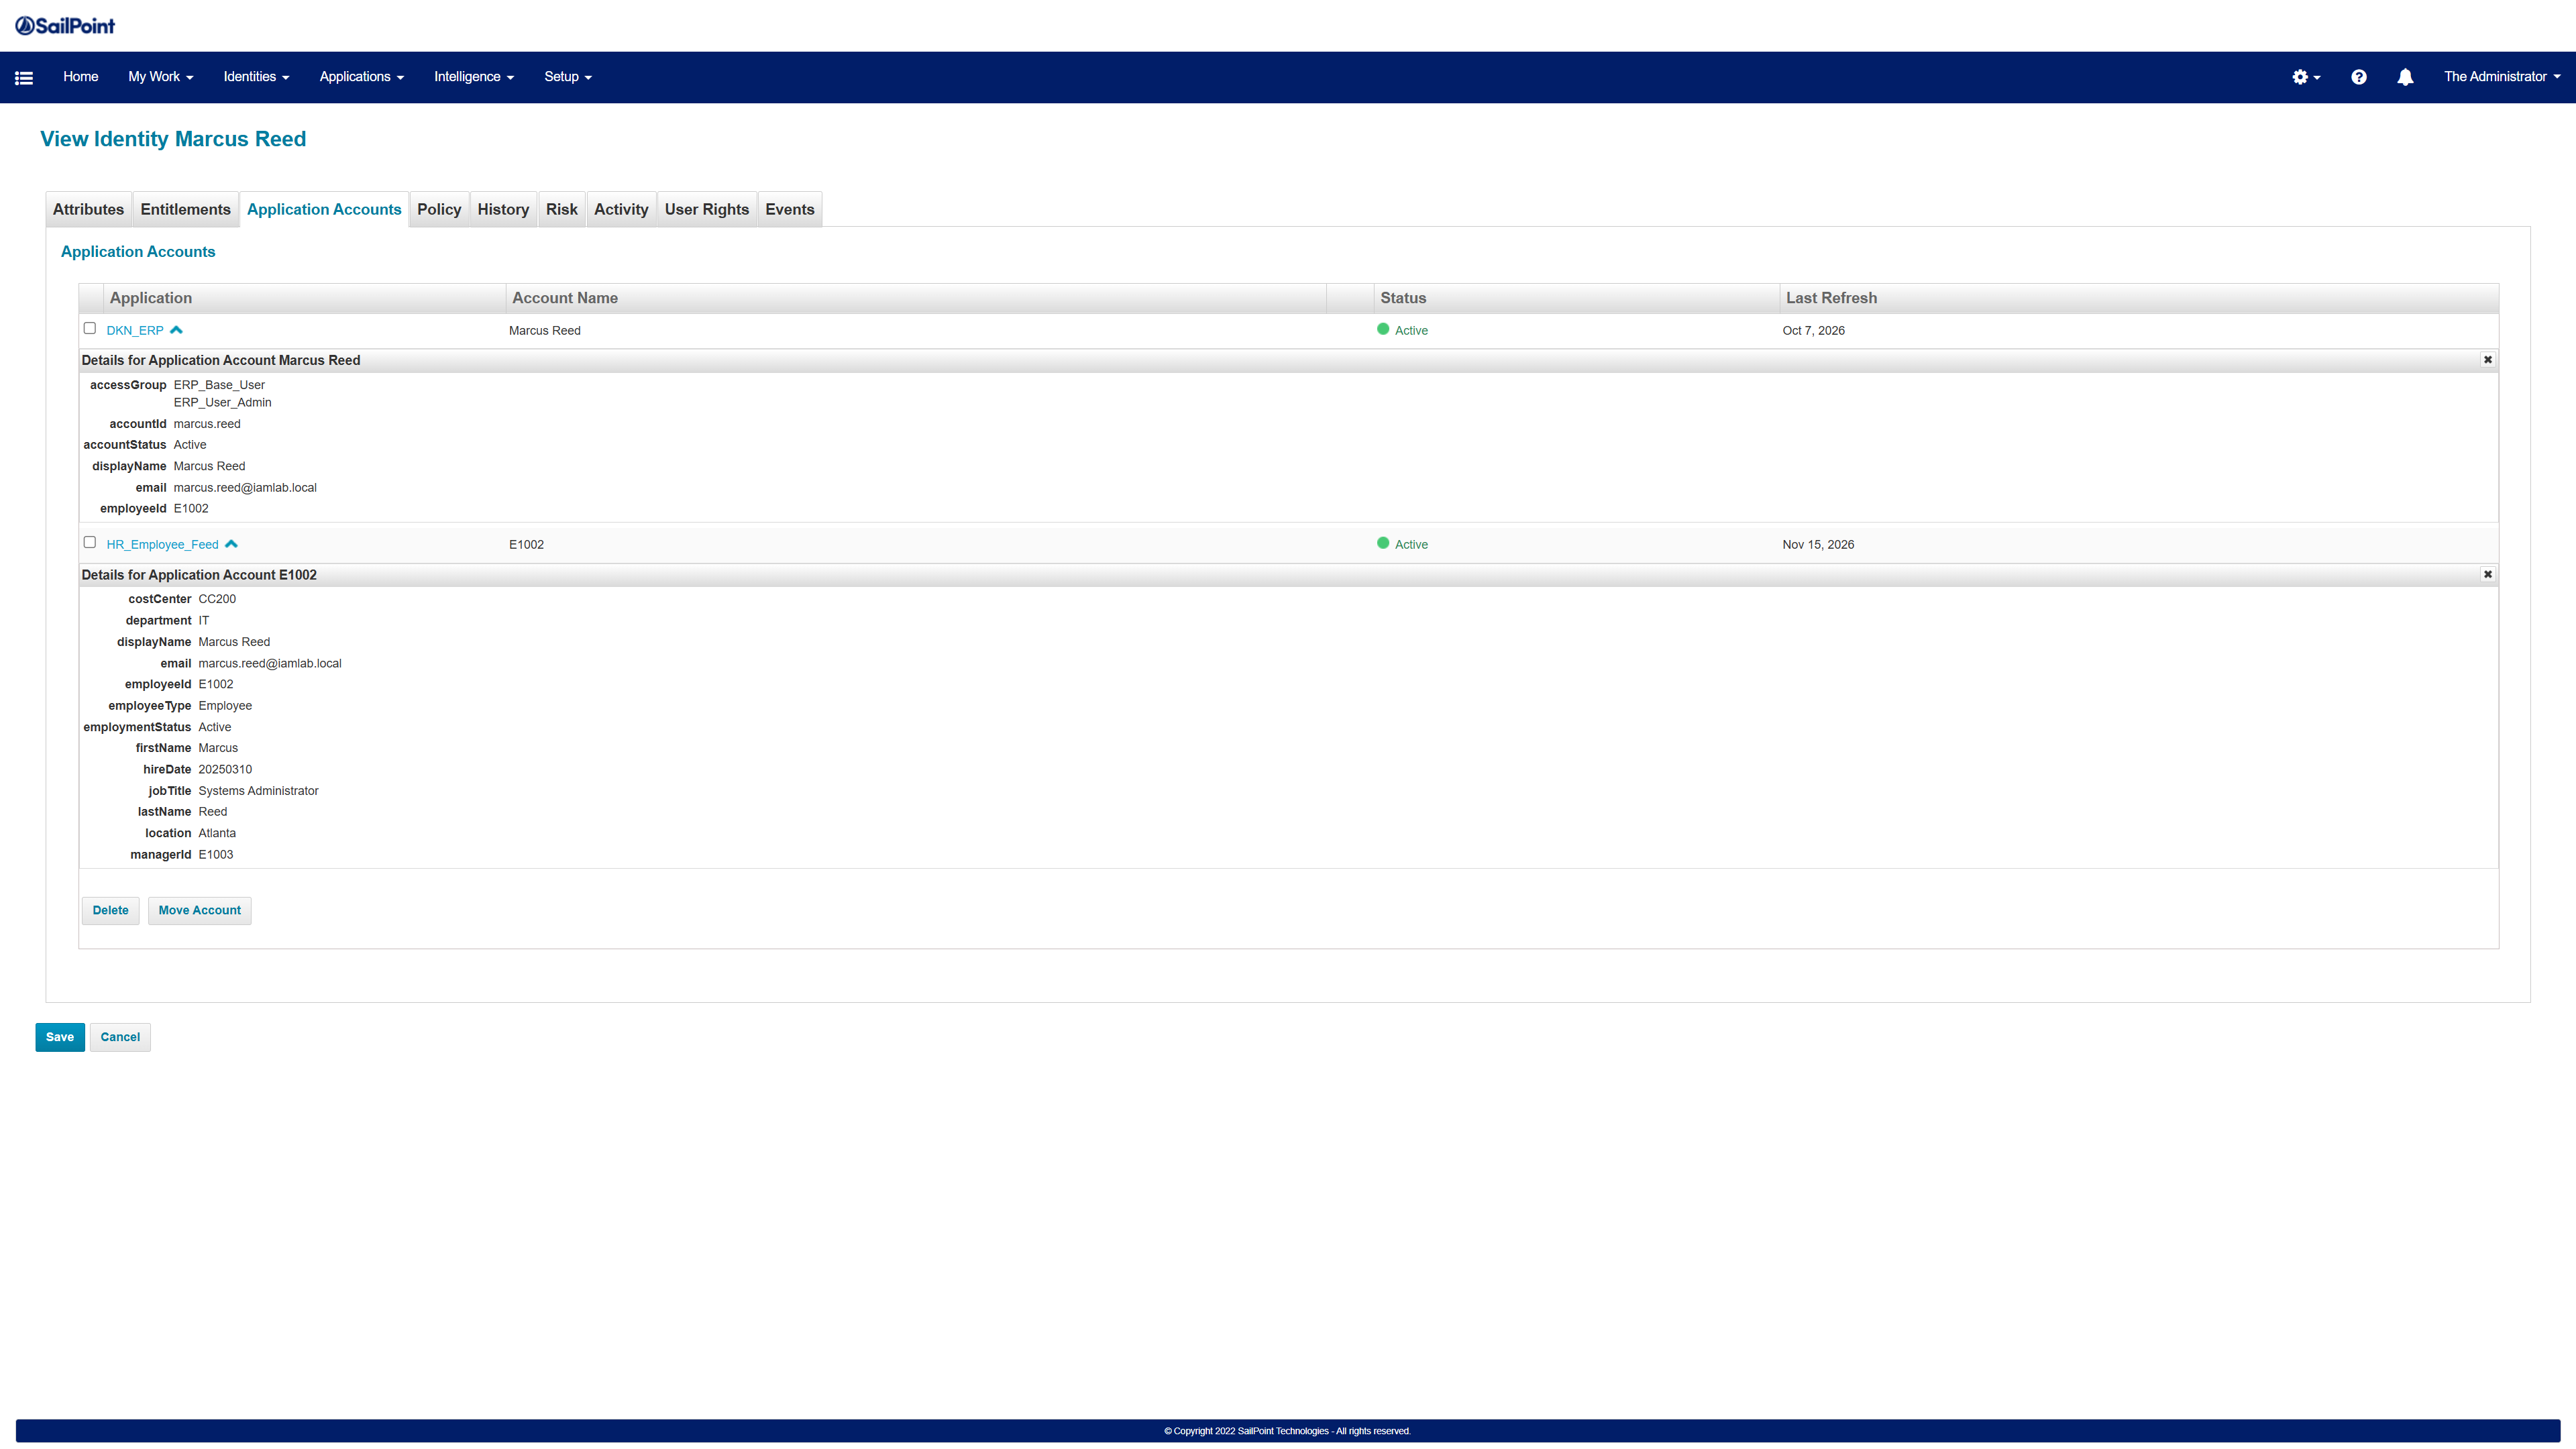 SailPoint
Home My Work Identities Applications Intelligence Setup The Administrator
View Identity Marcus Reed
Attributes Entitlements Application Accounts Policy History Risk Activity User Rights Events
Application Accounts
Application Account Name Status Last Refresh
DKN_ERP Marcus Reed Active Oct 7, 2026
Details for Application Account Marcus Reed
accessGroup ERP_Base_User
ERP_User_Admin
accountId marcus.reed
accountStatus Active
displayName Marcus Reed
email marcus.reed@iamlab.local
employeeId E1002
HR_Employee_Feed E1002 Active Nov 15, 2026
Details for Application Account E1002
costCenter CC200
department IT
displayName Marcus Reed
email marcus.reed@iamlab.local
employeeId E1002
employeeType Employee
employmentStatus Active
firstName Marcus
hireDate 20250310
jobTitle Systems Administrator
lastName Reed
location Atlanta
managerId E1003
Delete Move Account
Save Cancel
© Copyright 2022 SailPoint Technologies - All rights reserved.